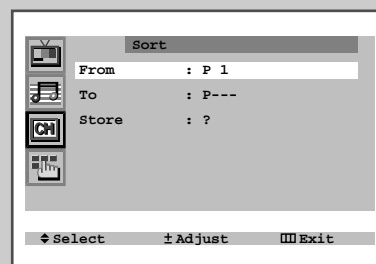 Sort
From : P 1
To : P---
CH
Store : ?
Select ± Adjust Exit